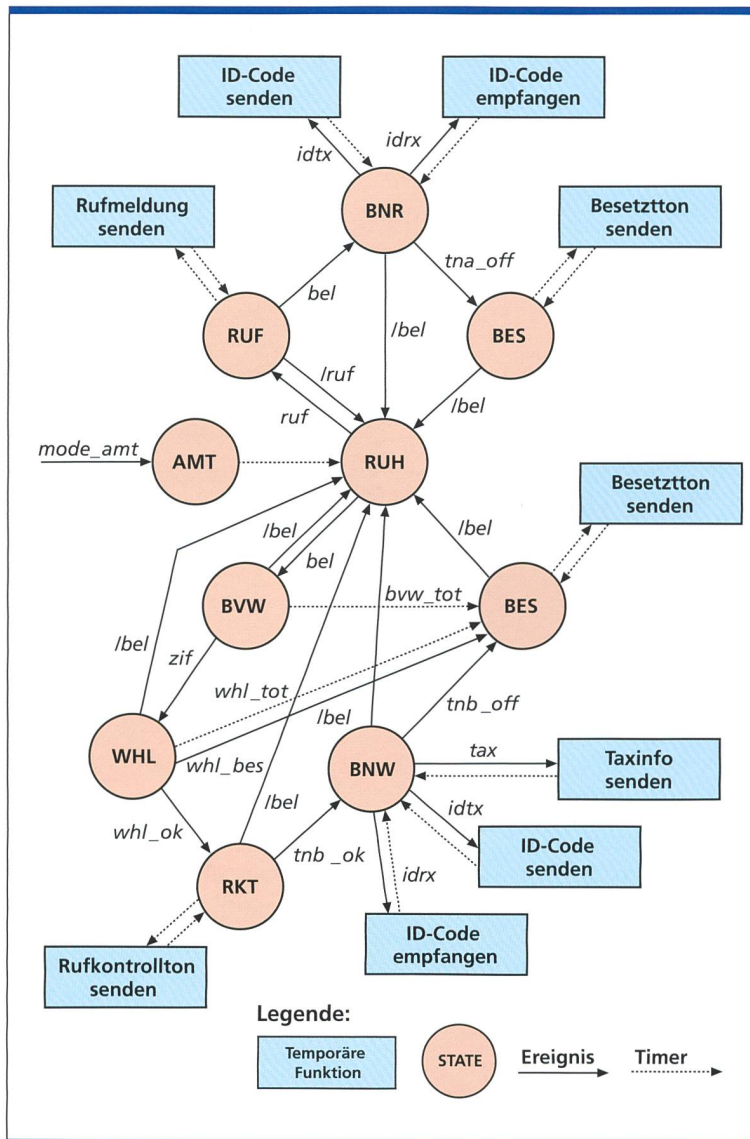 ID-Code
senden
ID-Code
empfangen
idtx
idrx
BNR
Rufmeldung
senden
Besetztton
senden
bel
tna_off
RUF
/bel
BES
/ruf
ruf
/bel
mode_amt
AMT
RUH
Besetztton
senden
/bel
bel
/bel
BVW
bvw_tot
BES
/bel
zif
whl_tot
/bel
tnb_off
WHL
whl_bes
BNW
tax
Taxinfo
senden
/bel
idtx
whl_ok
tnb_ok
idrx
ID-Code
senden
RKT
Rufkontrollton
senden
ID-Code
empfangen
Legende:
Temporäre
Funktion
STATE
Ereignis
Timer